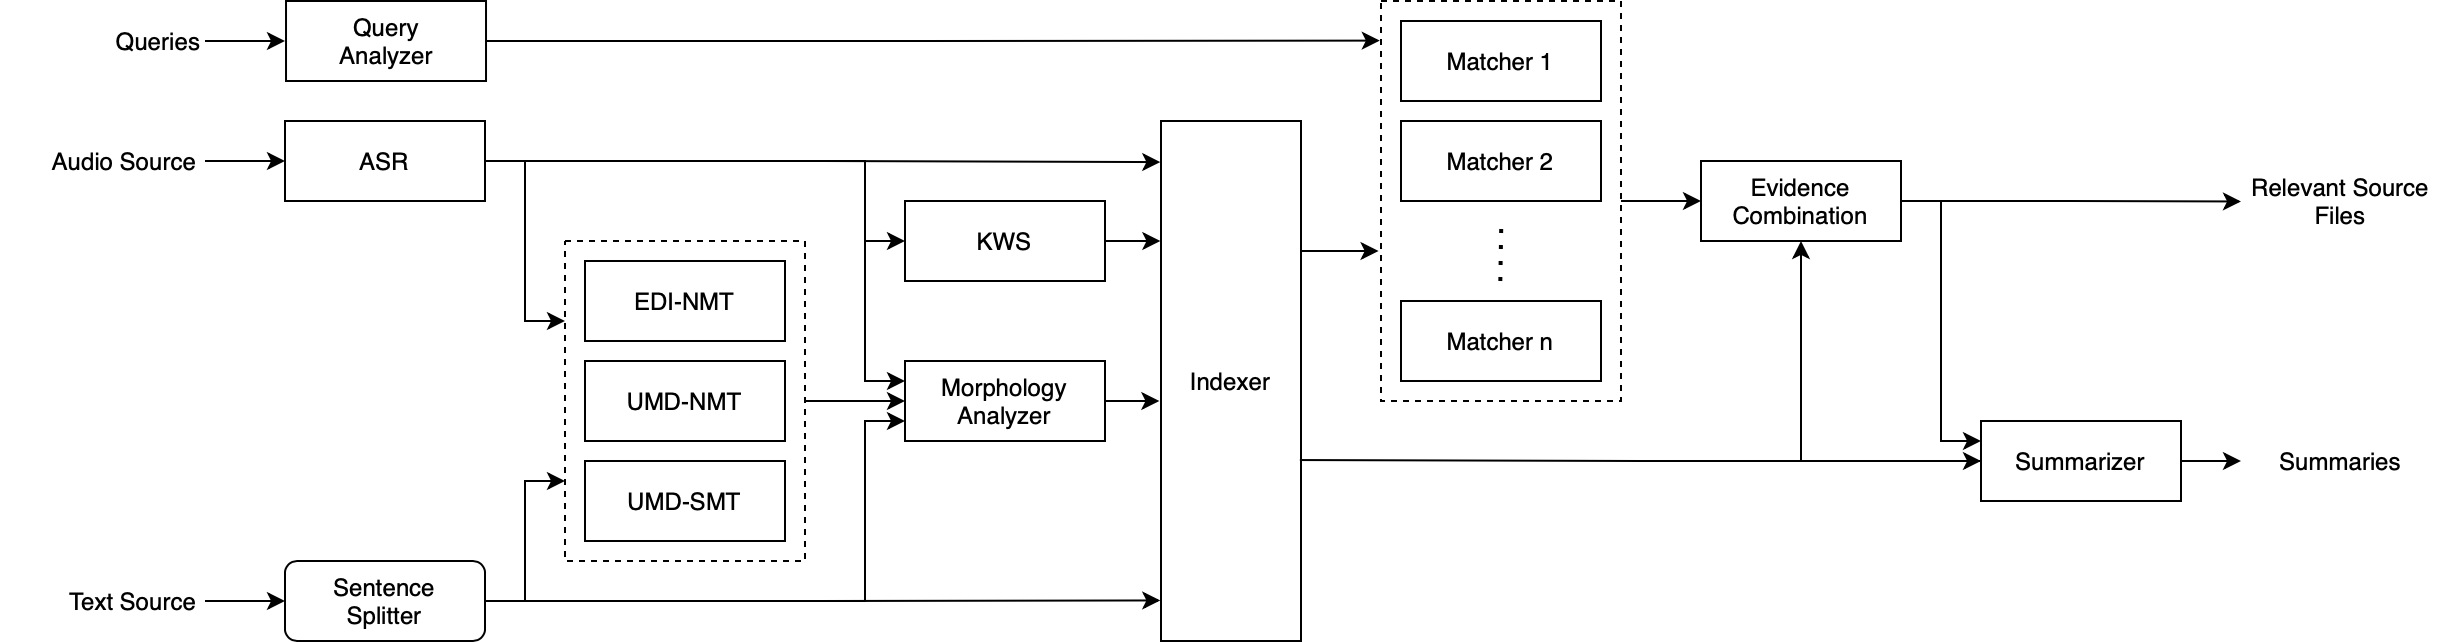 Queries
Query
Analyzer
Matcher 1
Audio Source
ASR
Matcher 2
KWS
Evidence
Combination
Relevant Source
Files
EDI-NMT
Matcher n
UMD-NMT
Morphology
Analyzer
Indexer
UMD-SMT
Summarizer
Summaries
Text Source
Sentence
Splitter